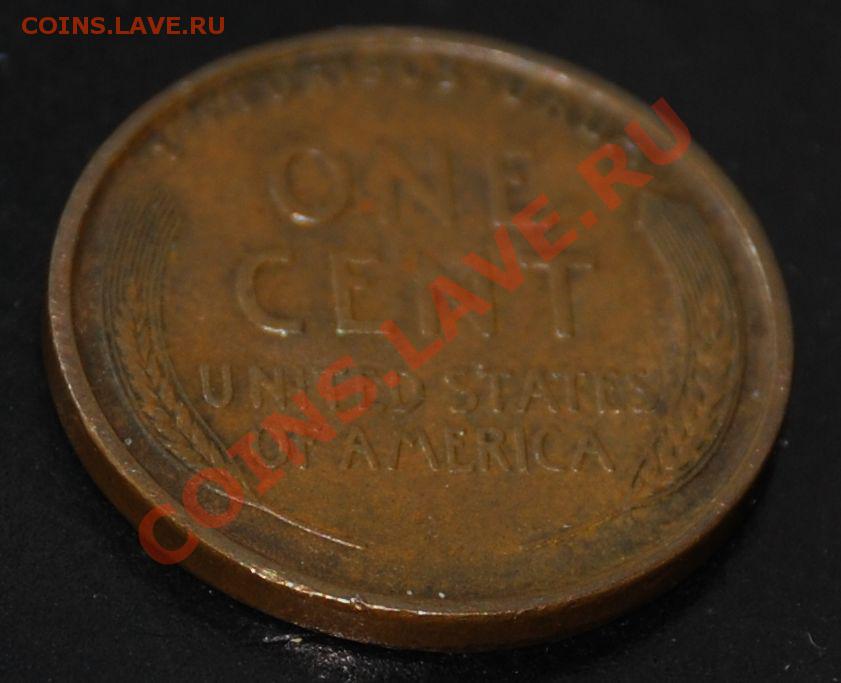 COINS.LAVE.RU
ONE
CENT
UNITED STATES
OF AMERICA
COINS.LAVE.RU